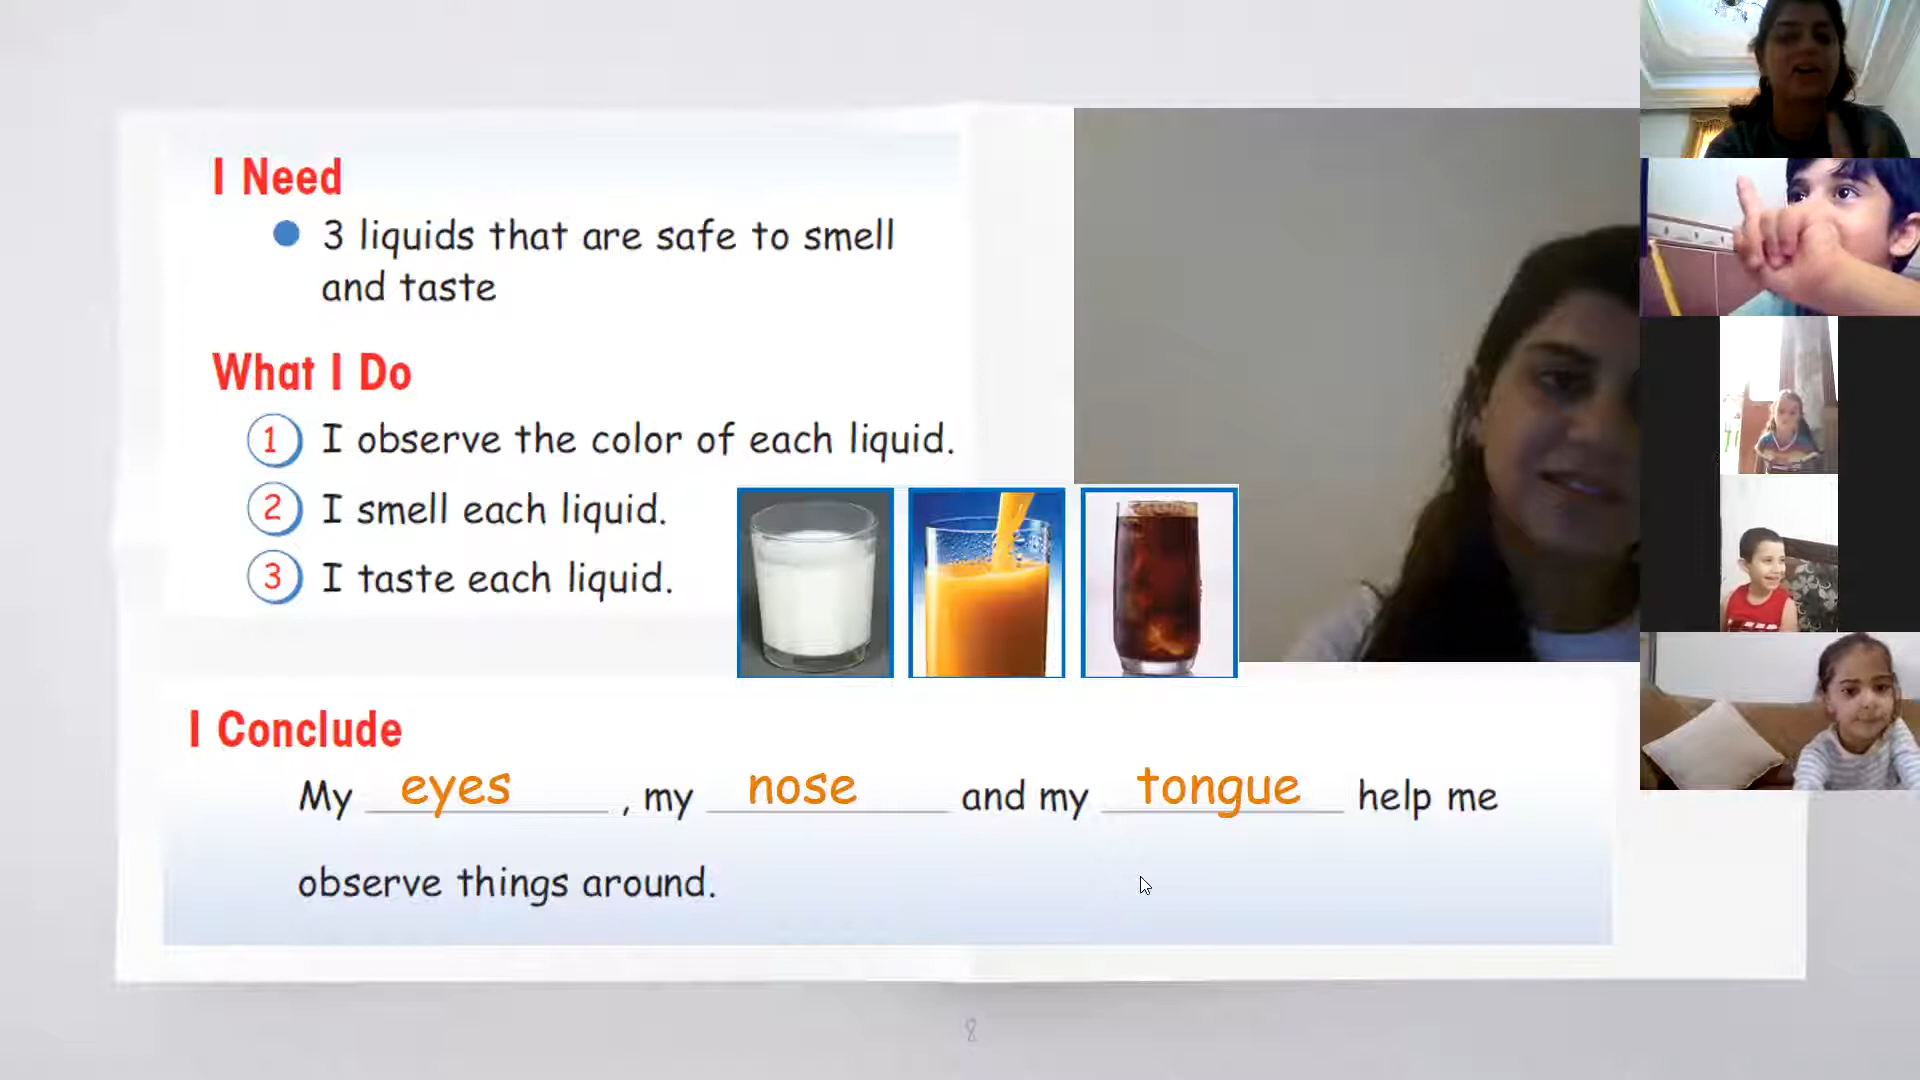 I Need
3 liquids that are safe to smell
and taste
What I Do
1 I observe the color of each liquid.
2 I smell each liquid.
3 I taste each liquid.
I Conclude
My eyes , my nose and my tongue help me
observe things around.
8